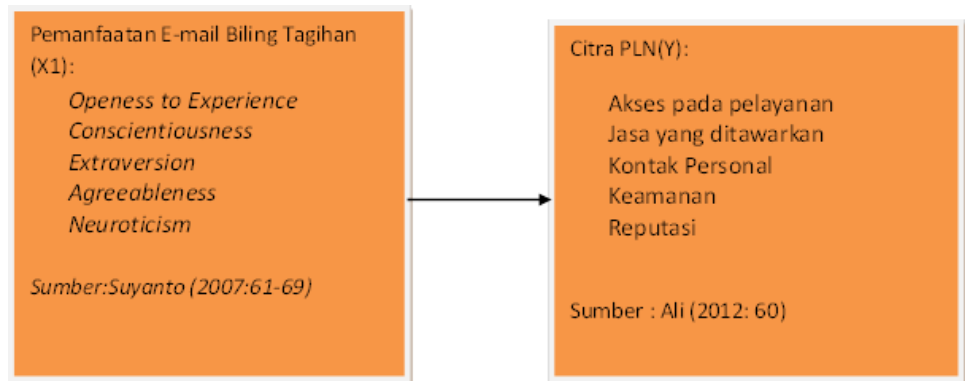 Pemanfaatan E-mail Biling Tagihan
(X1):
Openess to Experience
Conscientiousness
Extraversion
Agreeableness
Neuroticism
Sumber:Suyanto (2007:61-69)
Citra PLN(Y):
Akses pada pelayanan
Jasa yang ditawarkan
Kontak Personal
Keamanan
Reputasi
Sumber : Ali (2012: 60)